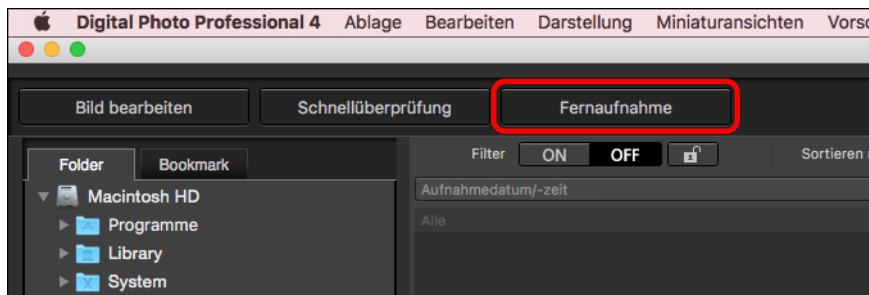 Digital Photo Professional 4 Ablage Bearbeiten Darstellung Miniaturansichten
Bild bearbeiten Schnellüberprüfung Fernaufnahme
Folder Bookmark Filter ON OFF Sortieren
Macintosh HD Aufnahmedatum/-zeit
Programme Alle
Library
System